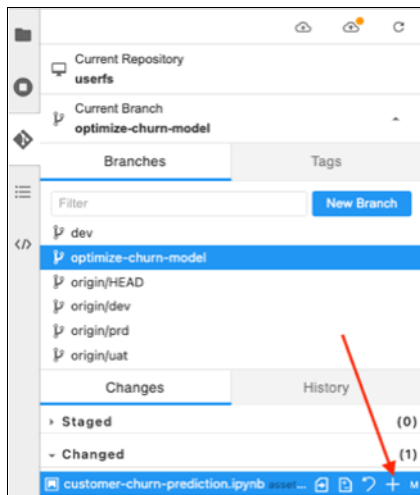 Current Repository
userfs
Current Branch
optimize-churn-model
Branches Tags
Filter New Branch
dev
optimize-churn-model
origin/HEAD
origin/dev
origin/prd
origin/uat
Changes History
Staged (0)
Changed (1)
customer-churn-prediction.ipynb asset... M